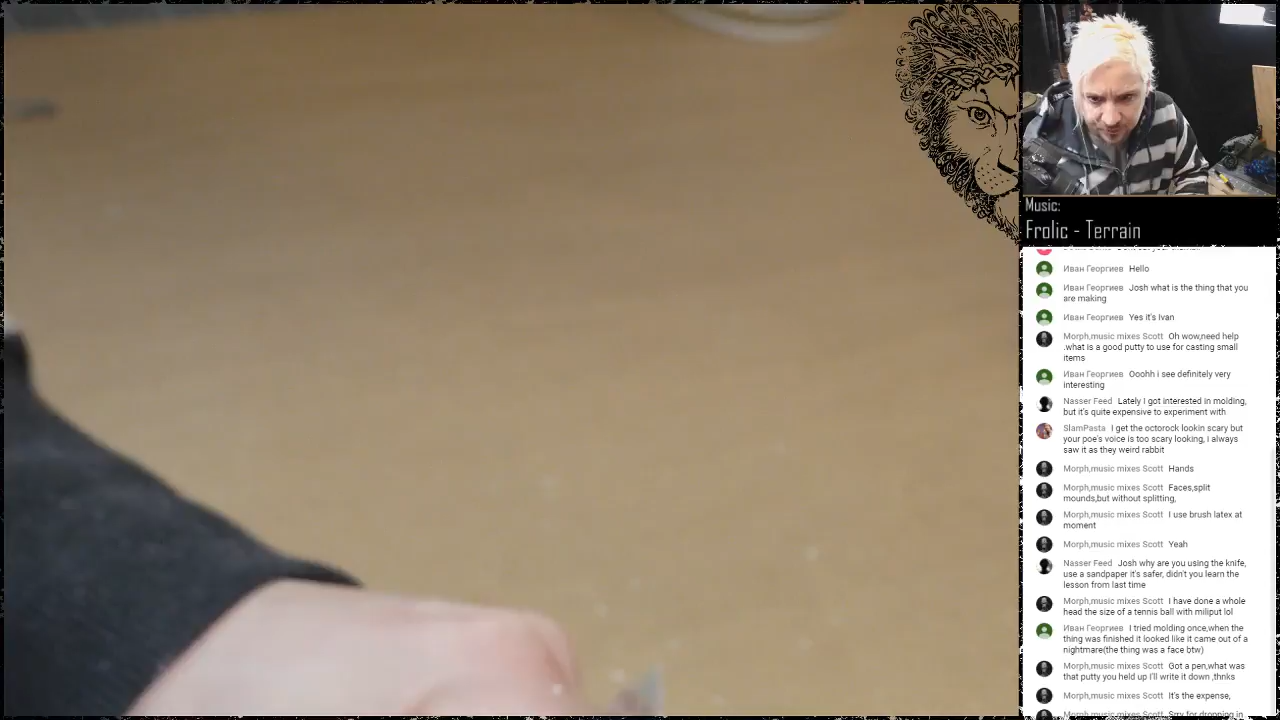 Music:
Frolic - Terrain
Иван Георгиев Hello
Иван Георгиев Josh what is the thing that you
are making
Иван Георгиев Yes it's Ivan
Morph,music mixes Scott Oh wow,need help
.what is a good putty to use for casting small
items
Иван Георгиев Ooohh i see definitely very
interesting
Nasser Feed Lately I got interested in molding,
but it's quite expensive to experiment with
SlamPasta I get the octorock lookin scary but
your poe's voice is too scary looking, i always
saw it as they weird rabbit
Morph,music mixes Scott Hands
Morph,music mixes Scott Faces,split
mounds,but without splitting,
Morph,music mixes Scott I use brush latex at
moment
Morph,music mixes Scott Yeah
Nasser Feed Josh why are you using the knife,
use a sandpaper it's safer, didn't you learn the
lesson from last time
Morph,music mixes Scott I have done a whole
head the size of a tennis ball with miliput lol
Иван Георгиев I tried molding once,when the
thing was finished it looked like it came out of a
nightmare(the thing was a face btw)
Morph,music mixes Scott Got a pen,what was
that putty you held up I'll write it down ,thnks
Morph,music mixes Scott It's the expense,
Morph,music mixes Scott Srry for dropping in